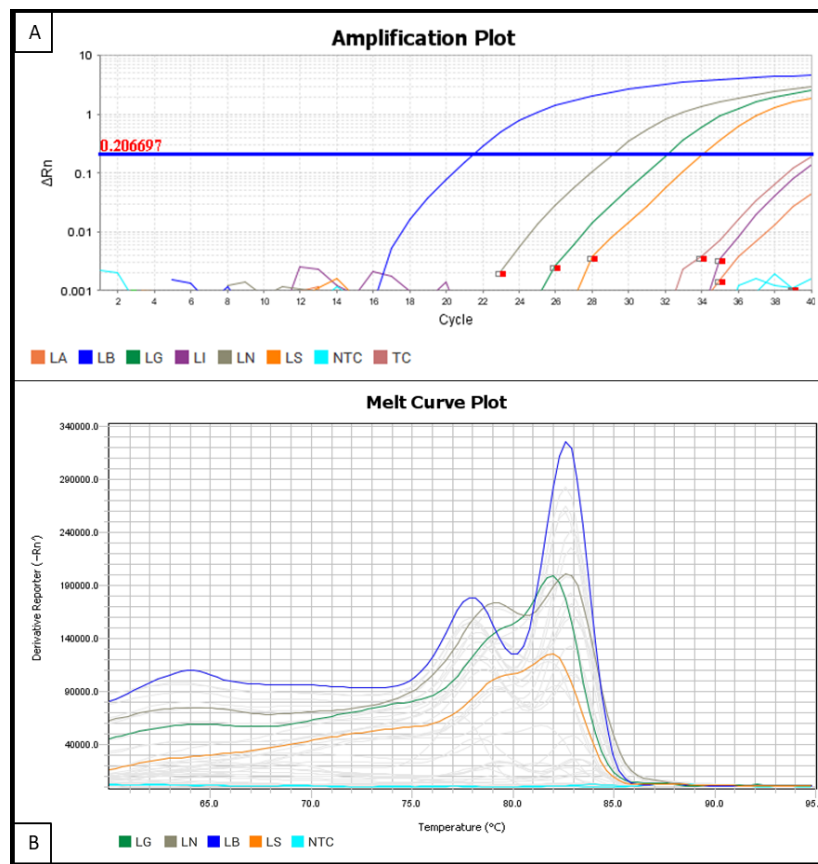 A
Amplification Plot
10
1
0.206697
0.1
0.01
0.001
ΔRn
2 4 6 8 10 12 14 16 18 20 22 24 26 28 30 32 34 36 38 40
Cycle
LA LB LG LI LN LS NTC TC
Melt Curve Plot
340000.0
290000.0
240000.0
190000.0
140000.0
90000.0
40000.0
Derivative Reporter (-Rn')
65.0 70.0 75.0 80.0 85.0 90.0 95.
Temperature (°C)
B
LG LN LB LS NTC